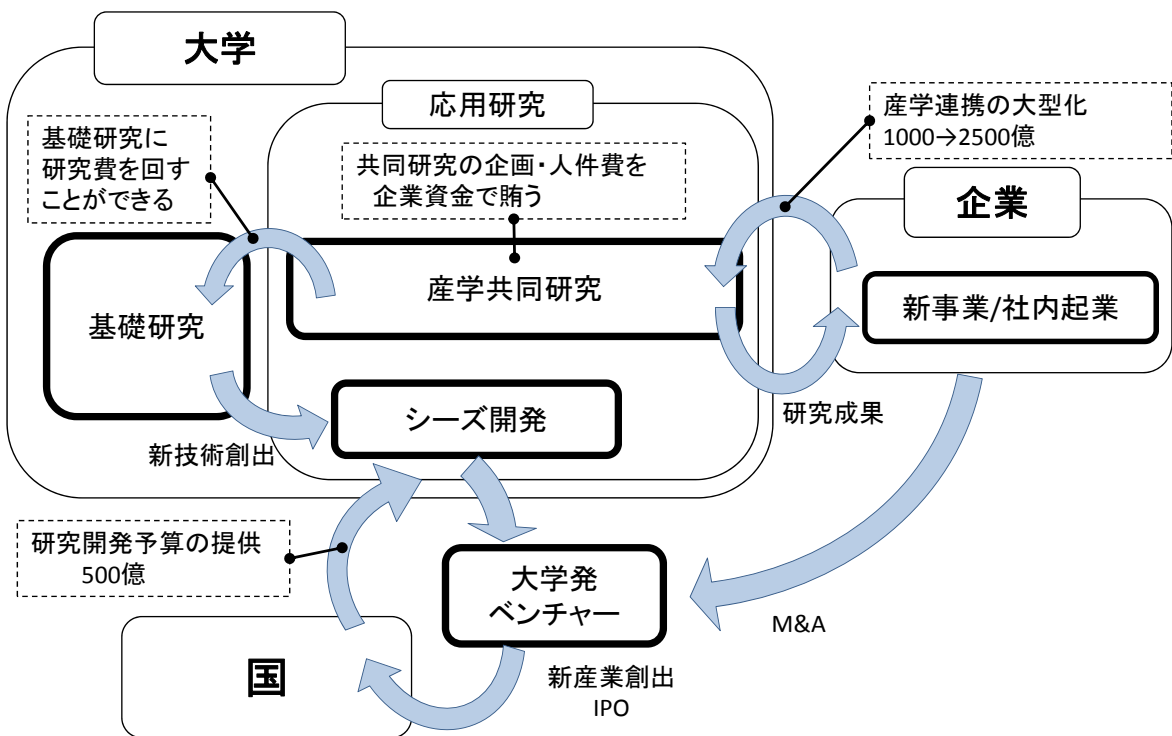 大学
応用研究
産学連携の大型化
1000→2500億
基礎研究に
研究費を回す
ことができる
共同研究の企画・人件費を
企業資金で賄う
企業
基礎研究
産学共同研究
新事業/社内起業
シーズ開発
研究成果
新技術創出
研究開発予算の提供
500億
大学発
ベンチャー
M&A
国
新産業創出
IPO